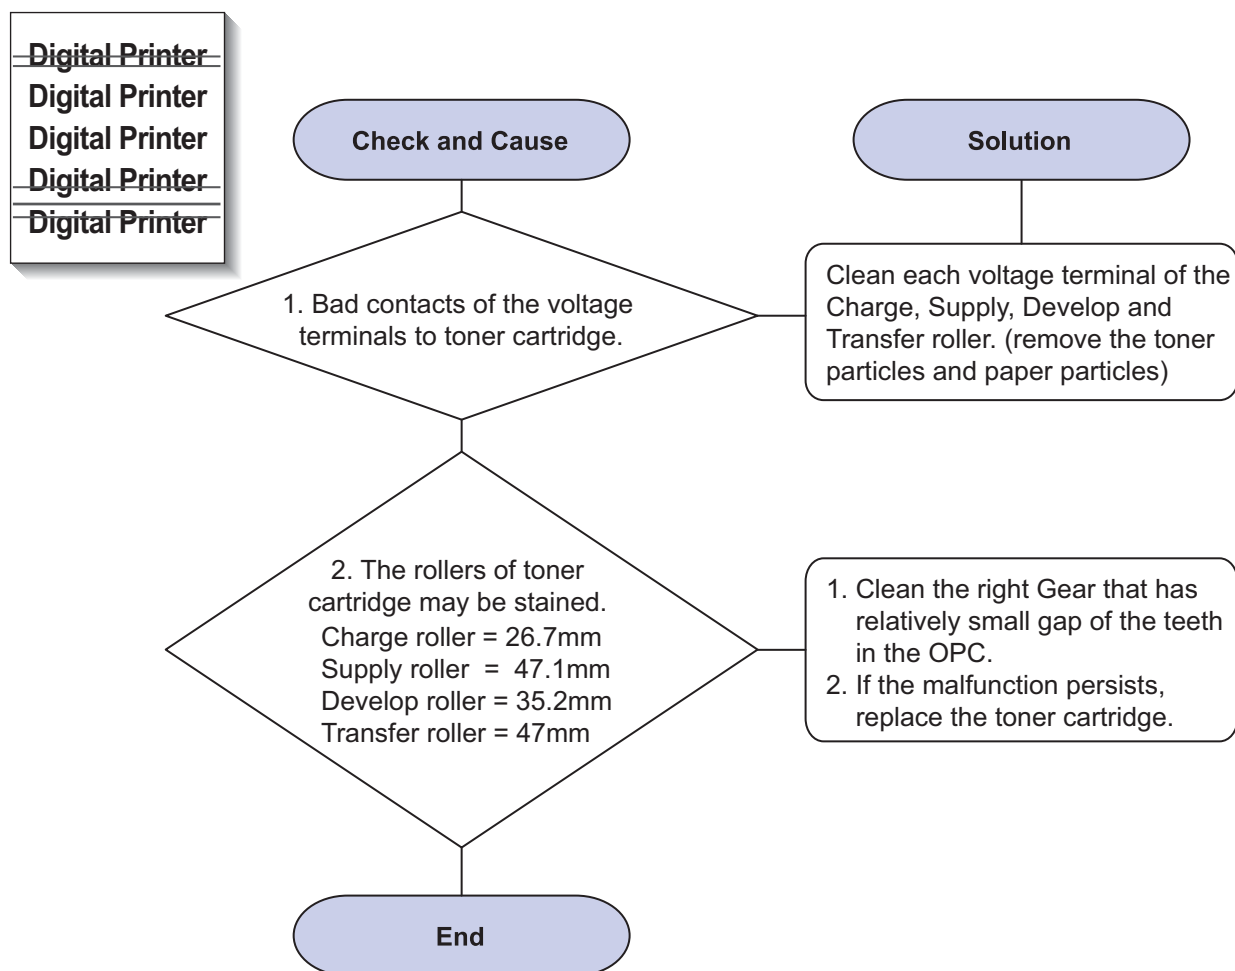 Digital Printer
Digital Printer
Digital Printer
Digital Printer
Digital Printer
Check and Cause
Solution
1. Bad contacts of the voltage
terminals to toner cartridge.
Clean each voltage terminal of the
Charge, Supply, Develop and
Transfer roller. (remove the toner
particles and paper particles)
2. The rollers of toner
cartridge may be stained.
Charge roller = 26.7mm
Supply roller = 47.1mm
Develop roller = 35.2mm
Transfer roller = 47mm
1. Clean the right Gear that has
relatively small gap of the teeth
in the OPC.
2. If the malfunction persists,
replace the toner cartridge.
End